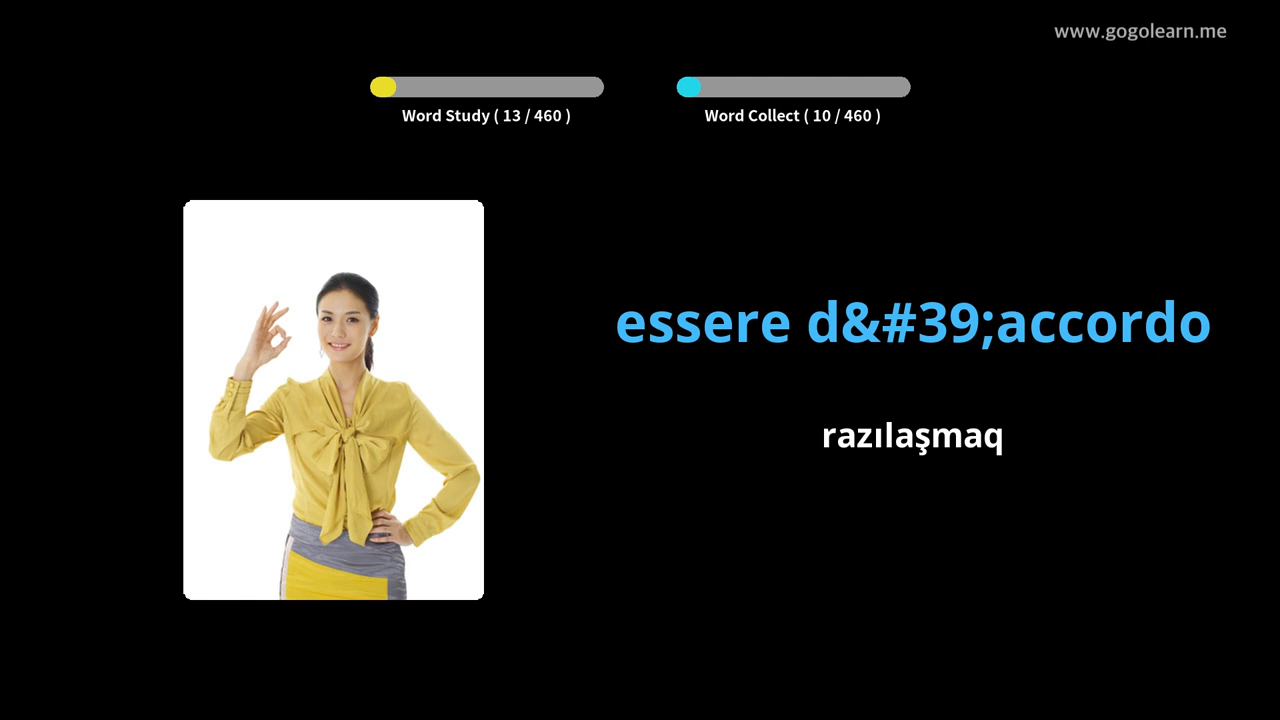 www.gogolearn.me
Word Study ( 13 / 460 )
Word Collect ( 10 / 460 )
essere d&#39;accordo
razılaşmaq